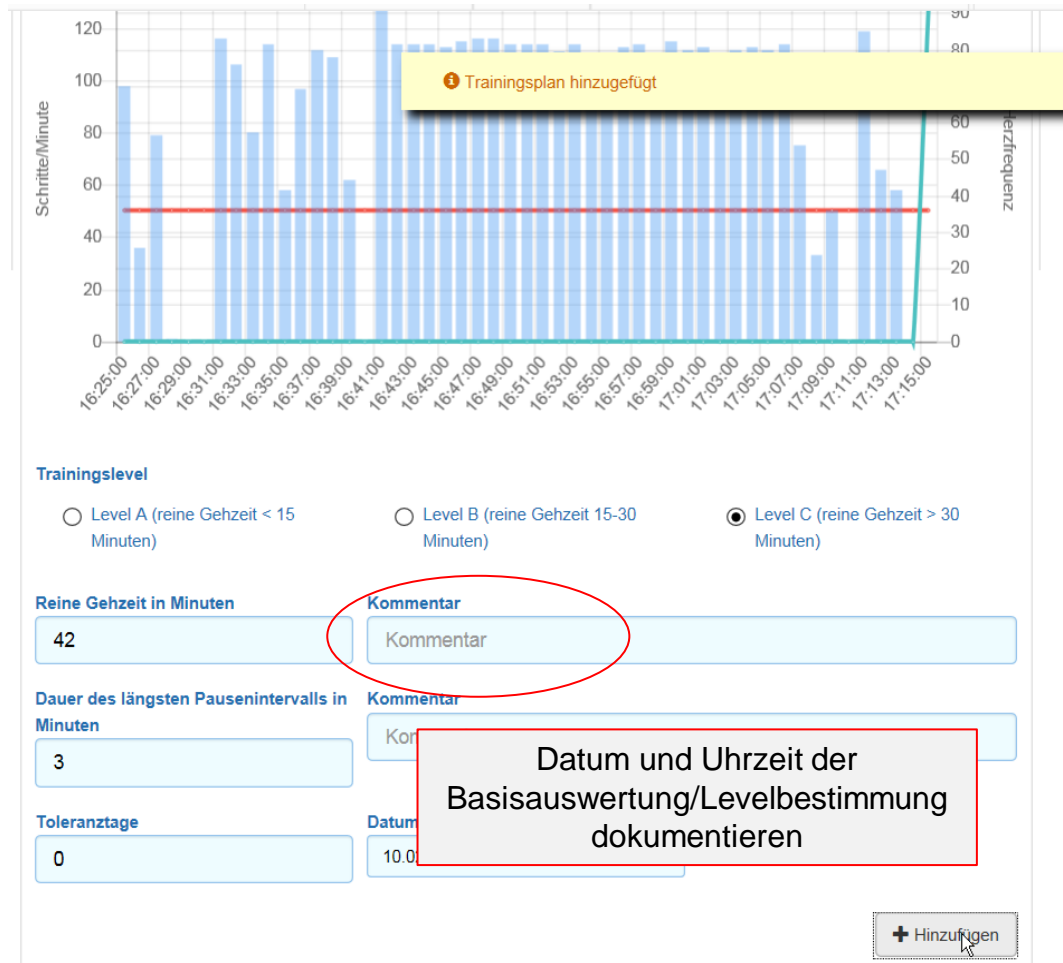 120
100
80
60
40
20
0
Schritte/Minute
90
80
60
50
40
30
20
10
0
Herzfrequenz
Trainingsplan hinzugefügt
16:25:00
16:27:00
16:29:00
16:31:00
16:33:00
16:35:00
16:37:00
16:39:00
16:41:00
16:43:00
16:45:00
16:47:00
16:49:00
16:51:00
16:53:00
16:55:00
16:57:00
16:59:00
17:01:00
17:03:00
17:05:00
17:07:00
17:09:00
17:11:00
17:13:00
17:15:00
Trainingslevel
Level A (reine Gehzeit < 15
Minuten)
Level B (reine Gehzeit 15-30
Minuten)
Level C (reine Gehzeit > 30
Minuten)
Reine Gehzeit in Minuten
42
Kommentar
Kommentar
Dauer des längsten Pausenintervalls in
Minuten
3
Kommentar
Datum und Uhrzeit der
Basisauswertung/Levelbestimmung
dokumentieren
Toleranztage
0
Datum
Hinzufügen